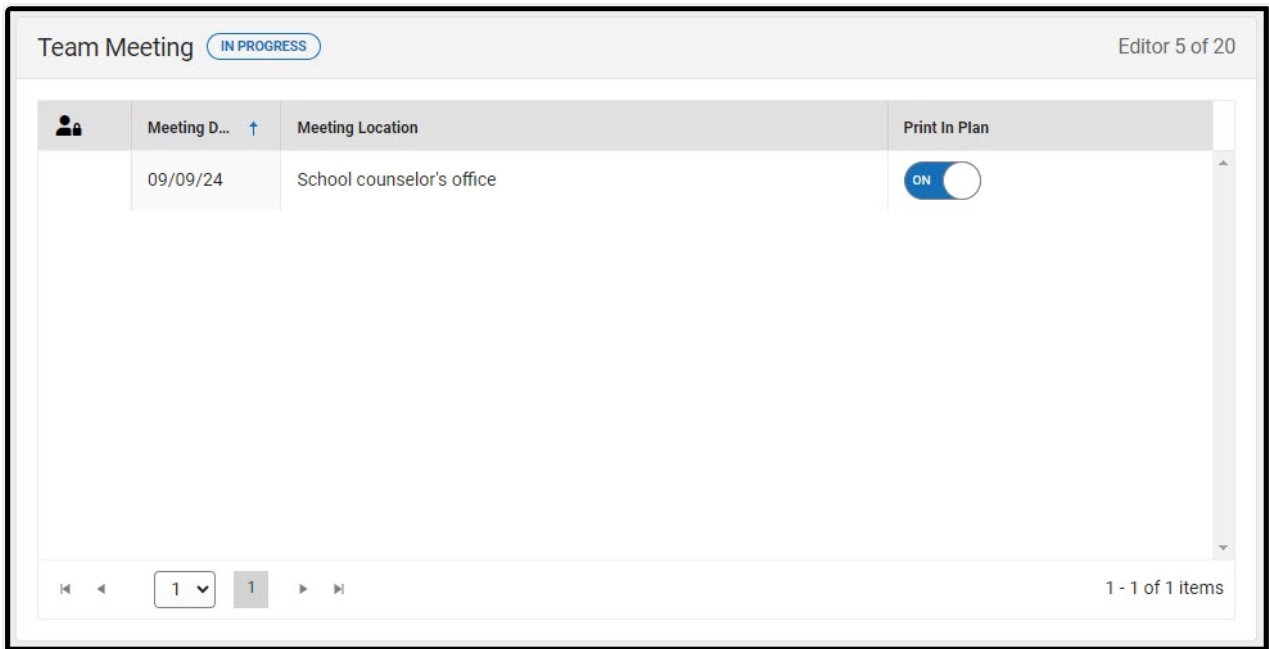 Team Meeting IN PROGRESS Editor 5 of 20
Meeting D... ↑ Meeting Location Print In Plan
09/09/24 School counselor's office ON
1 1 1 - 1 of 1 items